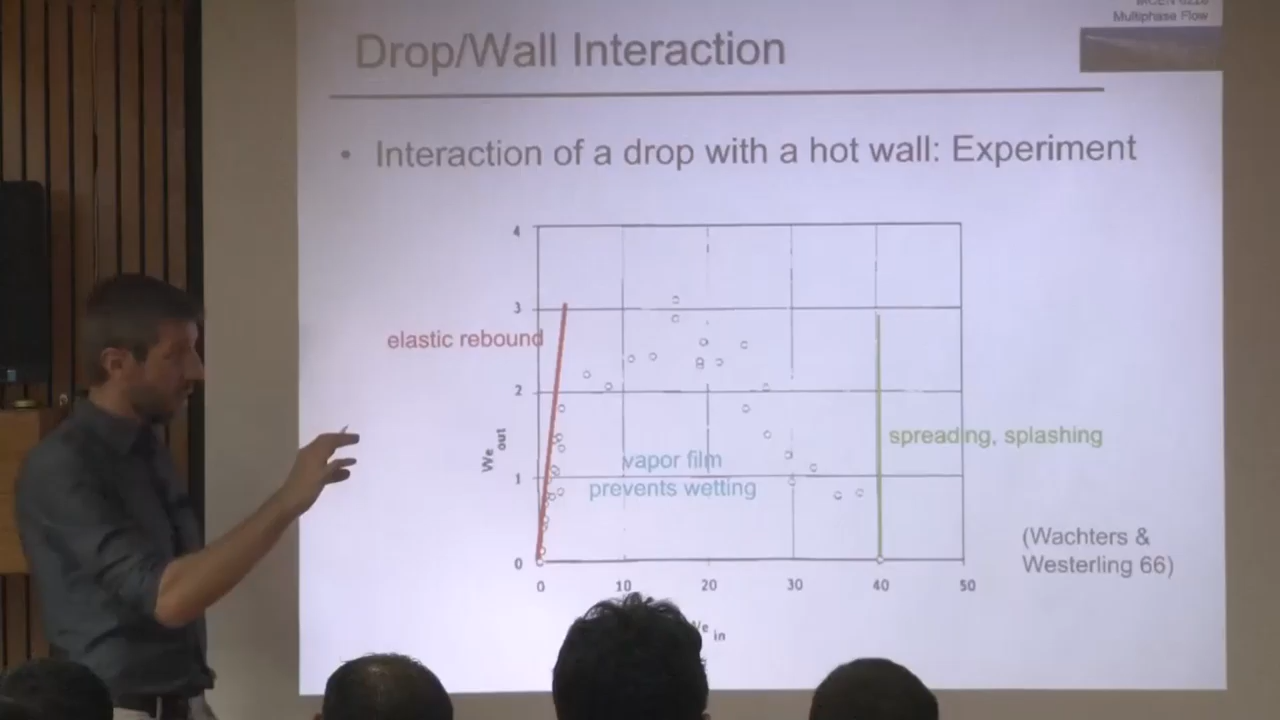 Multiphase Flow
Drop/Wall Interaction
• Interaction of a drop with a hot wall: Experiment
4
3
elastic rebound
2
We out
spreading, splashing
vapor film
1
prevents wetting
(Wachters &
Westerling 66)
0
0 10 20 30 40 50
in